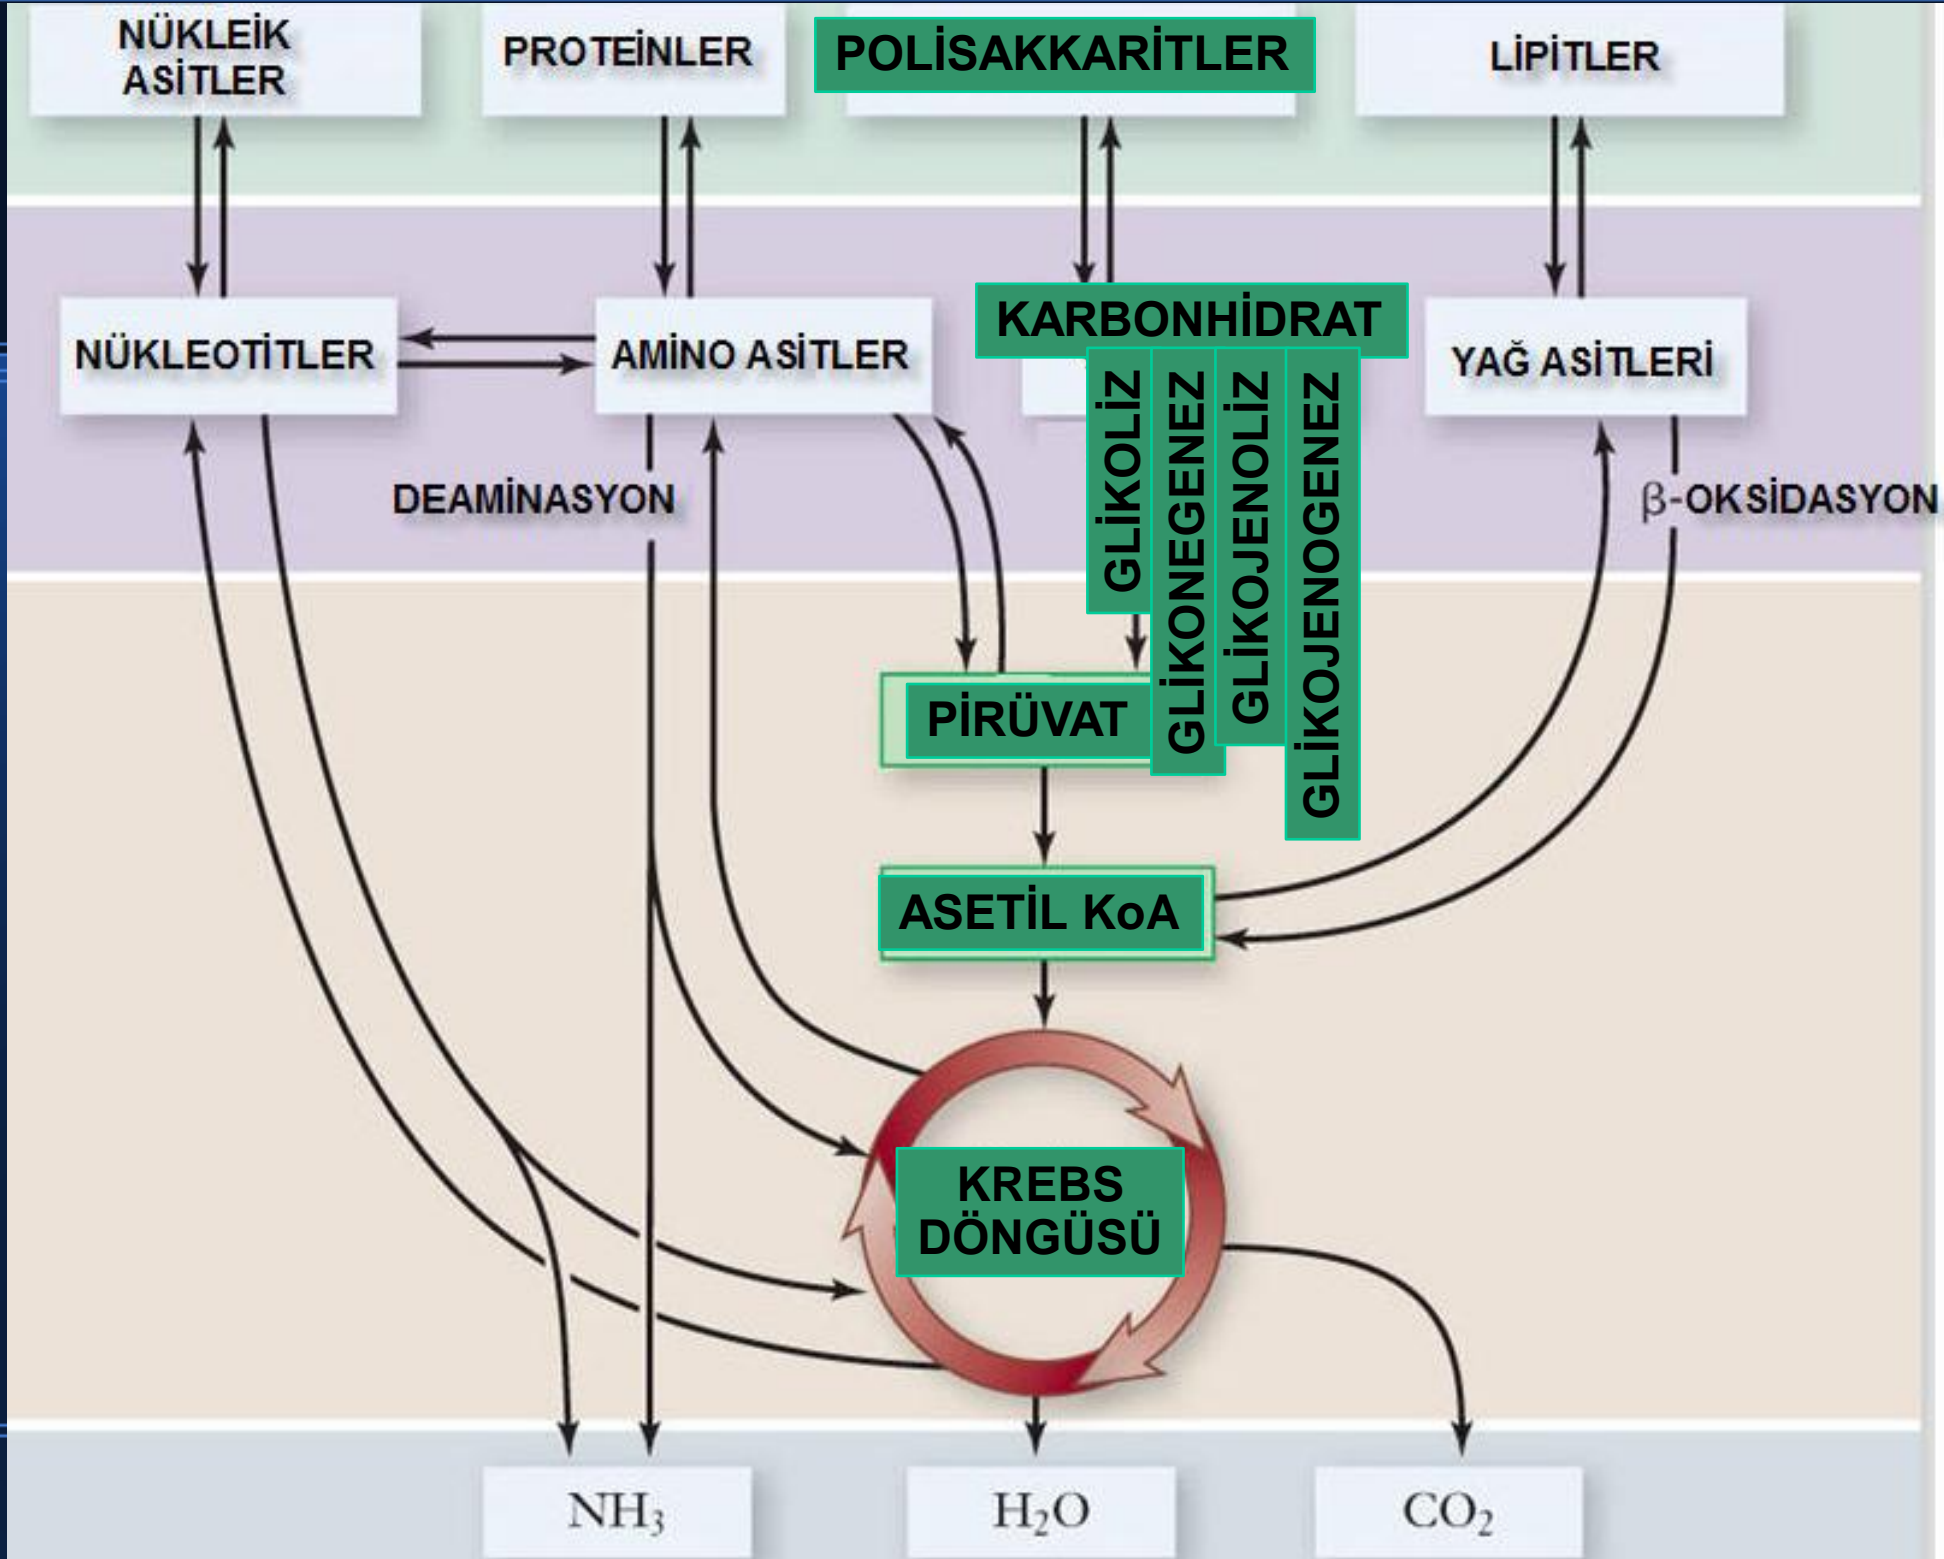 NÜKLEİK
ASİTLER
PROTEİNLER
POLİSAKKARİTLER
LİPİTLER
NÜKLEOTİTLER
AMİNO ASİTLER
KARBONHİDRAT
YAĞ ASİTLERİ
DEAMİNASYON
GLİKOLİZ
GLİKONEGENEZ
GLİKOJENOLİZ
GLİKOJENOGENEZ
β-OKSİDASYON
PİRÜVAT
ASETİL KoA
KREBS
DÖNGÜSÜ
NH₃
H₂O
CO₂